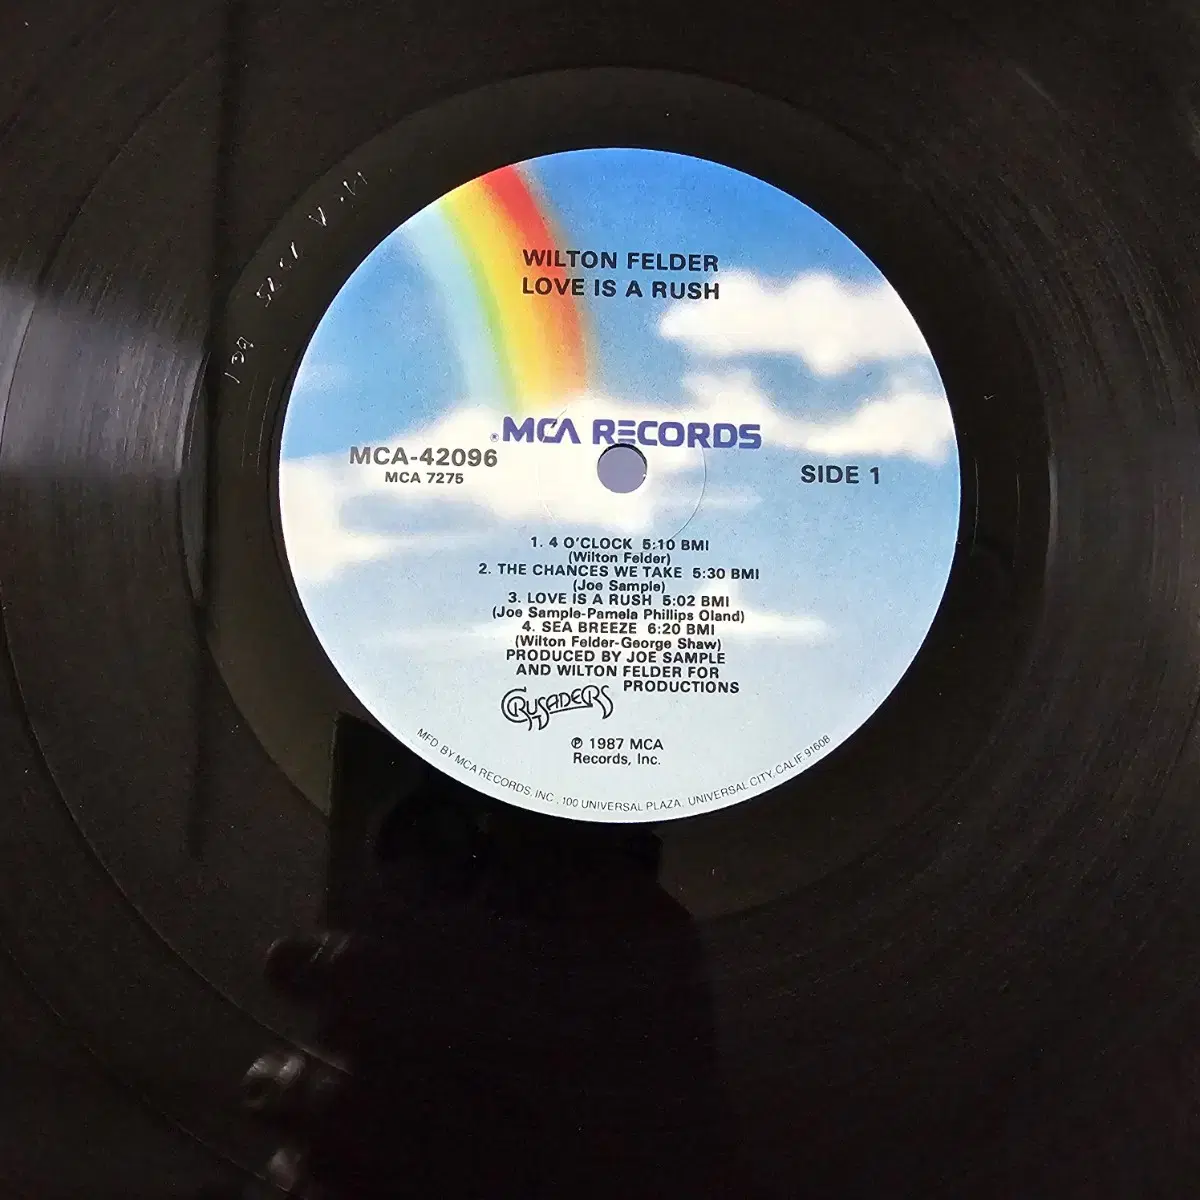 WILTON FELDER
LOVE IS A RUSH
® MCA RECORDS
MCA-42096
MCA 7275
SIDE 1
1. 4 O'CLOCK 5:10 BMI
(Wilton Felder)
2. THE CHANCES WE TAKE 5:30 BMI
(Joe Sample)
3. LOVE IS A RUSH 5:02 BMI
(Joe Sample-Pamela Phillips Oland)
4. SEA BREEZE 6:20 BMI
(Wilton Felder-George Shaw)
PRODUCED BY JOE SAMPLE
AND WILTON FELDER FOR
CRUSADERS PRODUCTIONS
℗ 1987 MCA
Records, Inc.
MFD BY MCA RECORDS, INC., 100 UNIVERSAL PLAZA, UNIVERSAL CITY, CALIF. 91608